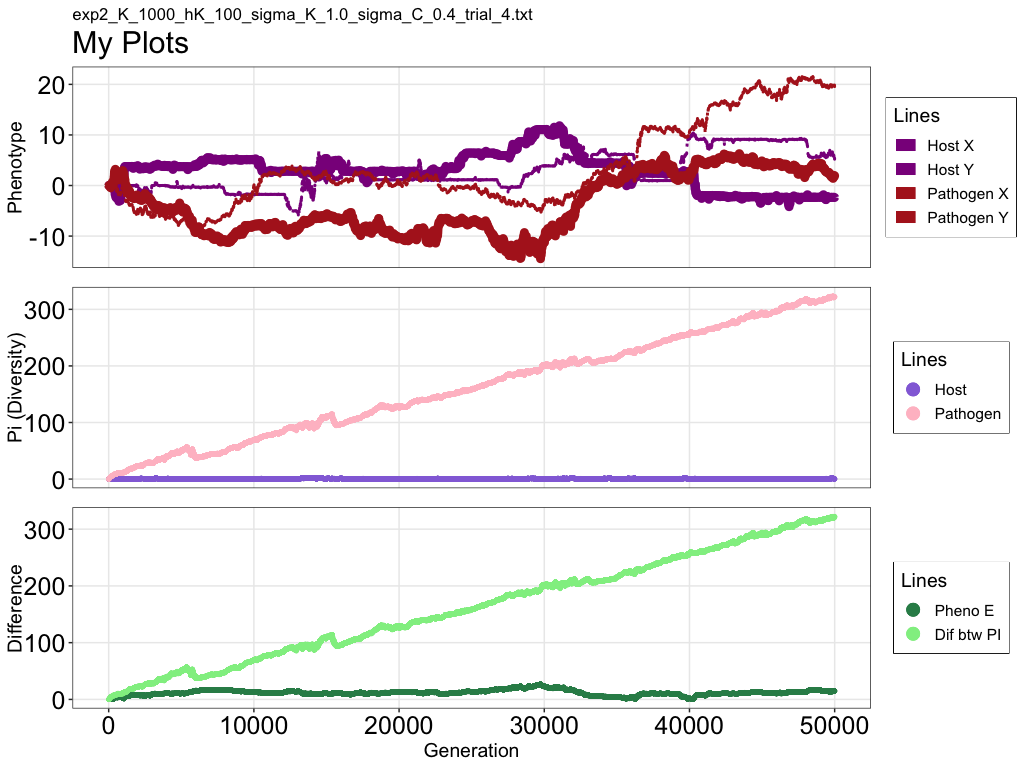 exp2_K_1000_hK_100_sigma_K_1.0_sigma_C_0.4_trial_4.txt
My Plots
Phenotype
20
10
0
-10
Lines
Host X
Host Y
Pathogen X
Pathogen Y
Pi (Diversity)
300
200
100
0
Lines
Host
Pathogen
Difference
300
200
100
0
Lines
Pheno E
Dif btw PI
0 10000 20000 30000 40000 50000
Generation